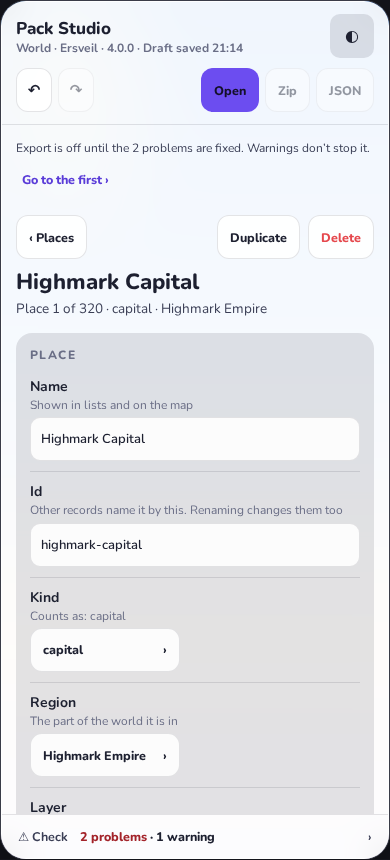 Pack Studio
World · Ersveil · 4.0.0 · Draft saved 21:14
Open
Zip
JSON
Export is off until the 2 problems are fixed. Warnings don't stop it.
Go to the first ›
‹ Places
Duplicate
Delete
Highmark Capital
Place 1 of 320 · capital · Highmark Empire
PLACE
Name
Shown in lists and on the map
Highmark Capital
Id
Other records name it by this. Renaming changes them too
highmark-capital
Kind
Counts as: capital
capital ›
Region
The part of the world it is in
Highmark Empire ›
Layer
⚠ Check 2 problems · 1 warning ›